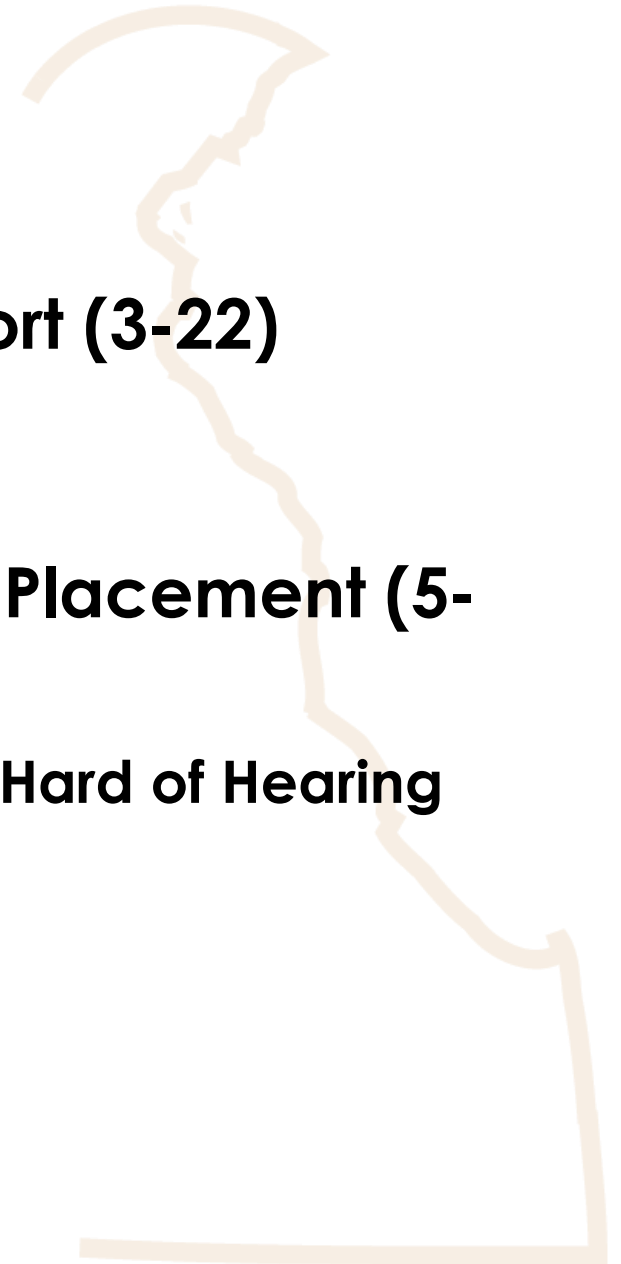 ort (3-22)
Placement (5-
Hard of Hearing